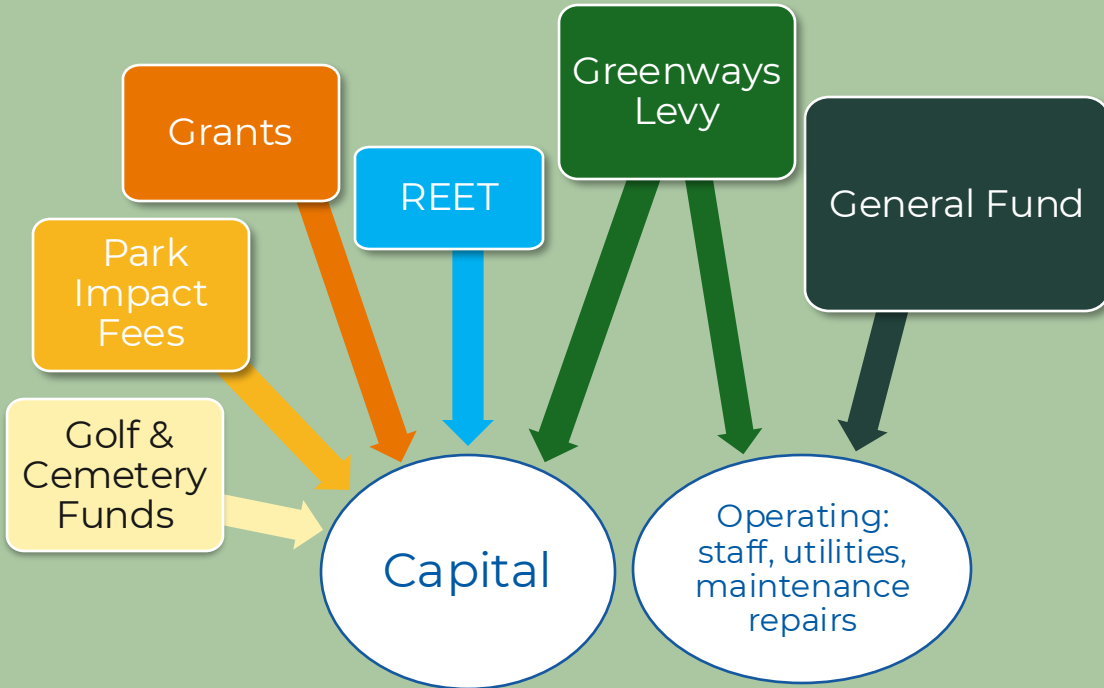 Greenways
Levy
Grants
REET
General Fund
Park
Impact
Fees
Golf &
Cemetery
Funds
Capital
Operating:
staff, utilities,
maintenance
repairs